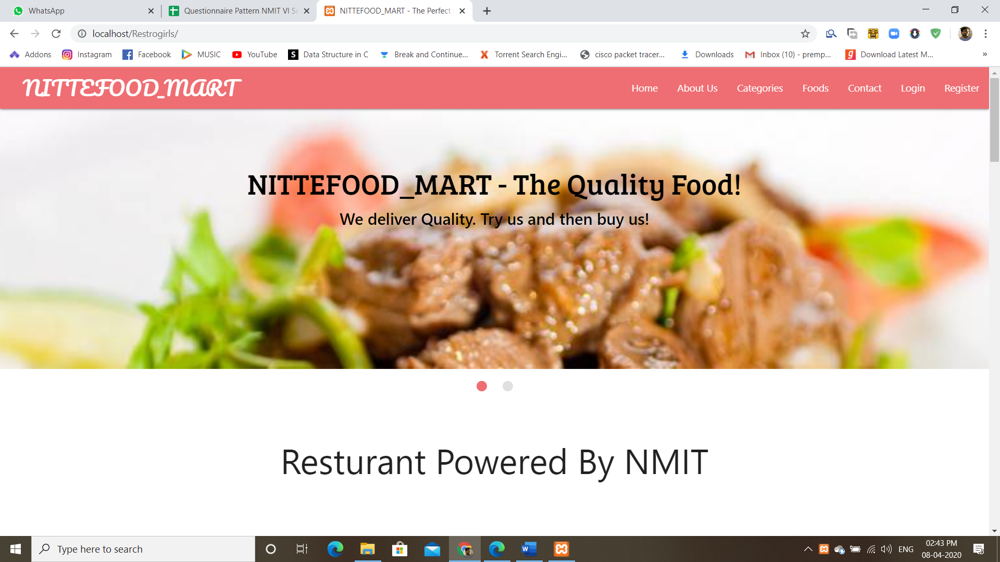 WhatsApp
Questionnaire Pattern NMIT VI Se
NITTEFOOD_MART - The Perfect
localhost/Restrogirls/
Addons
Instagram
Facebook
MUSIC
YouTube
S
Data Structure in C
Break and Continue...
X
Torrent Search Engi...
cisco packet tracer...
Downloads
Inbox (10) - premp...
g
Download Latest M...
»
NITTEFOOD_MART
Home
About Us
Categories
Foods
Contact
Login
Register
NITTEFOOD_MART - The Quality Food!
We deliver Quality. Try us and then buy us!
Resturant Powered By NMIT
Type here to search
W
ENG
02:43 PM
08-04-2020